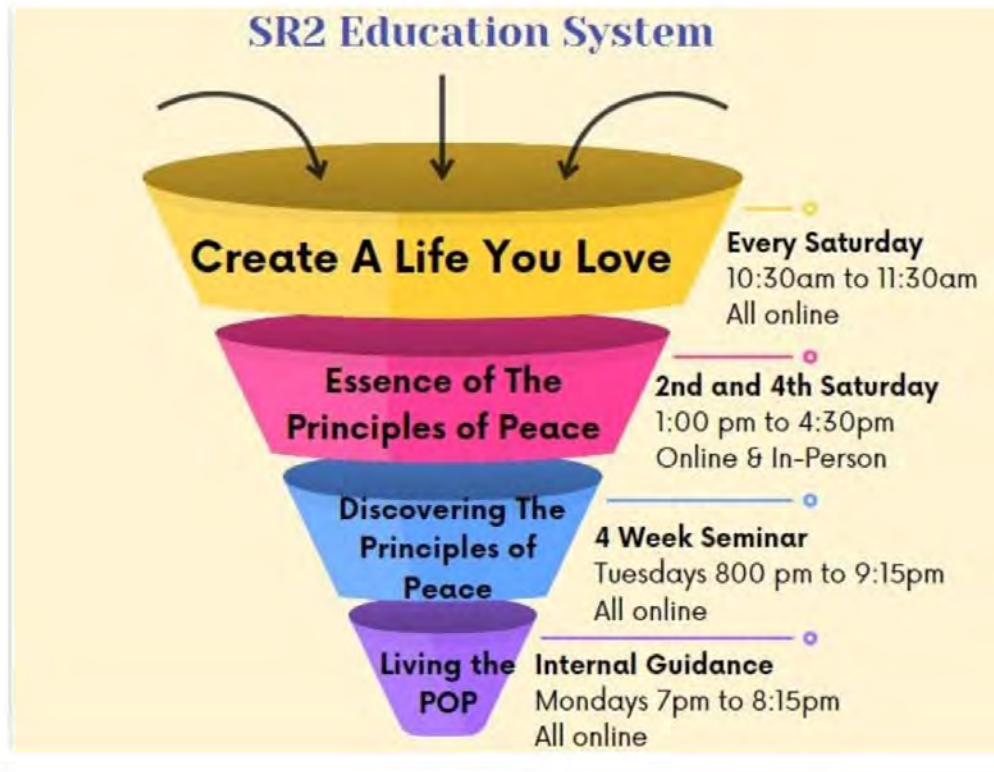 SR2 Education System
Create A Life You Love
Every Saturday
10:30am to 11:30am
All online
Essence of The
Principles of Peace
2nd and 4th Saturday
1:00 pm to 4:30pm
Online & In-Person
Discovering The
Principles of
Peace
4 Week Seminar
Tuesdays 800 pm to 9:15pm
All online
Living the
POP
Internal Guidance
Mondays 7pm to 8:15pm
All online